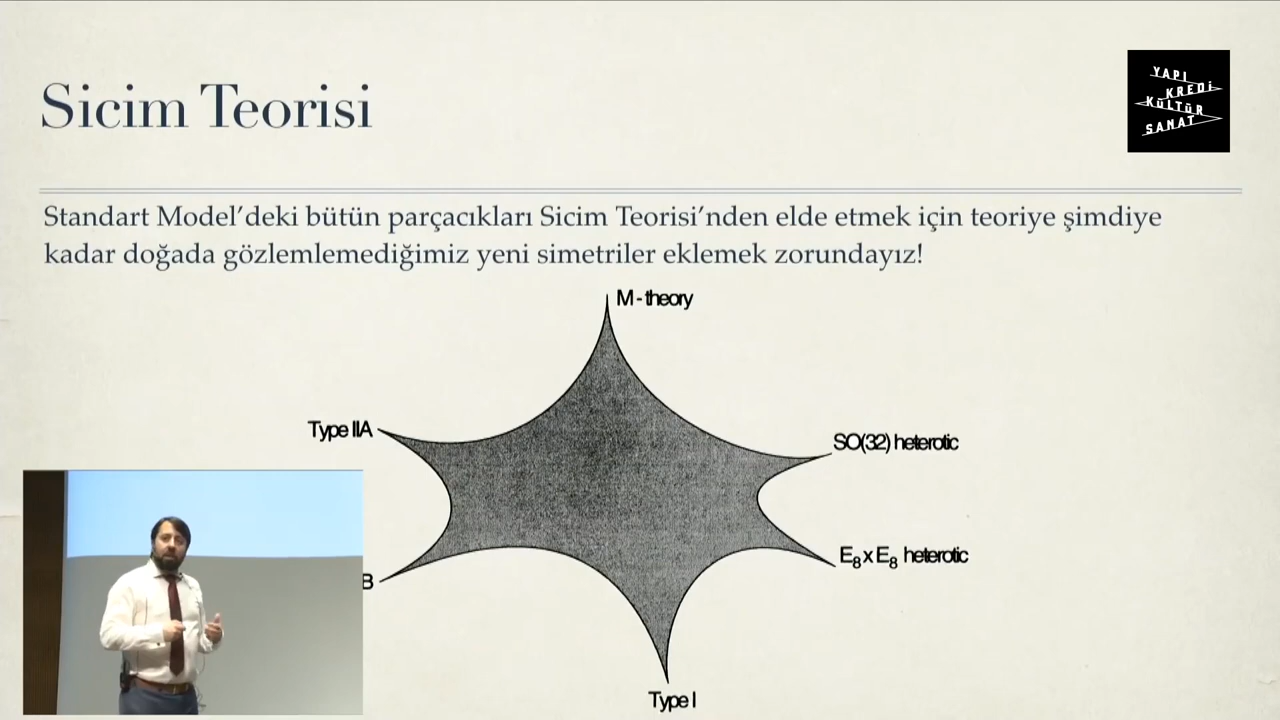 Sicim Teorisi
YAPI
KREDİ
KÜLTÜR
SANAT
Standart Model’deki bütün parçacıkları Sicim Teorisi’nden elde etmek için teoriye şimdiye
kadar doğada gözlemlemediğimiz yeni simetriler eklemek zorundayız!
M - theory
Type IIA
SO(32) heterotic
E8 x E8 heterotic
B
Type I